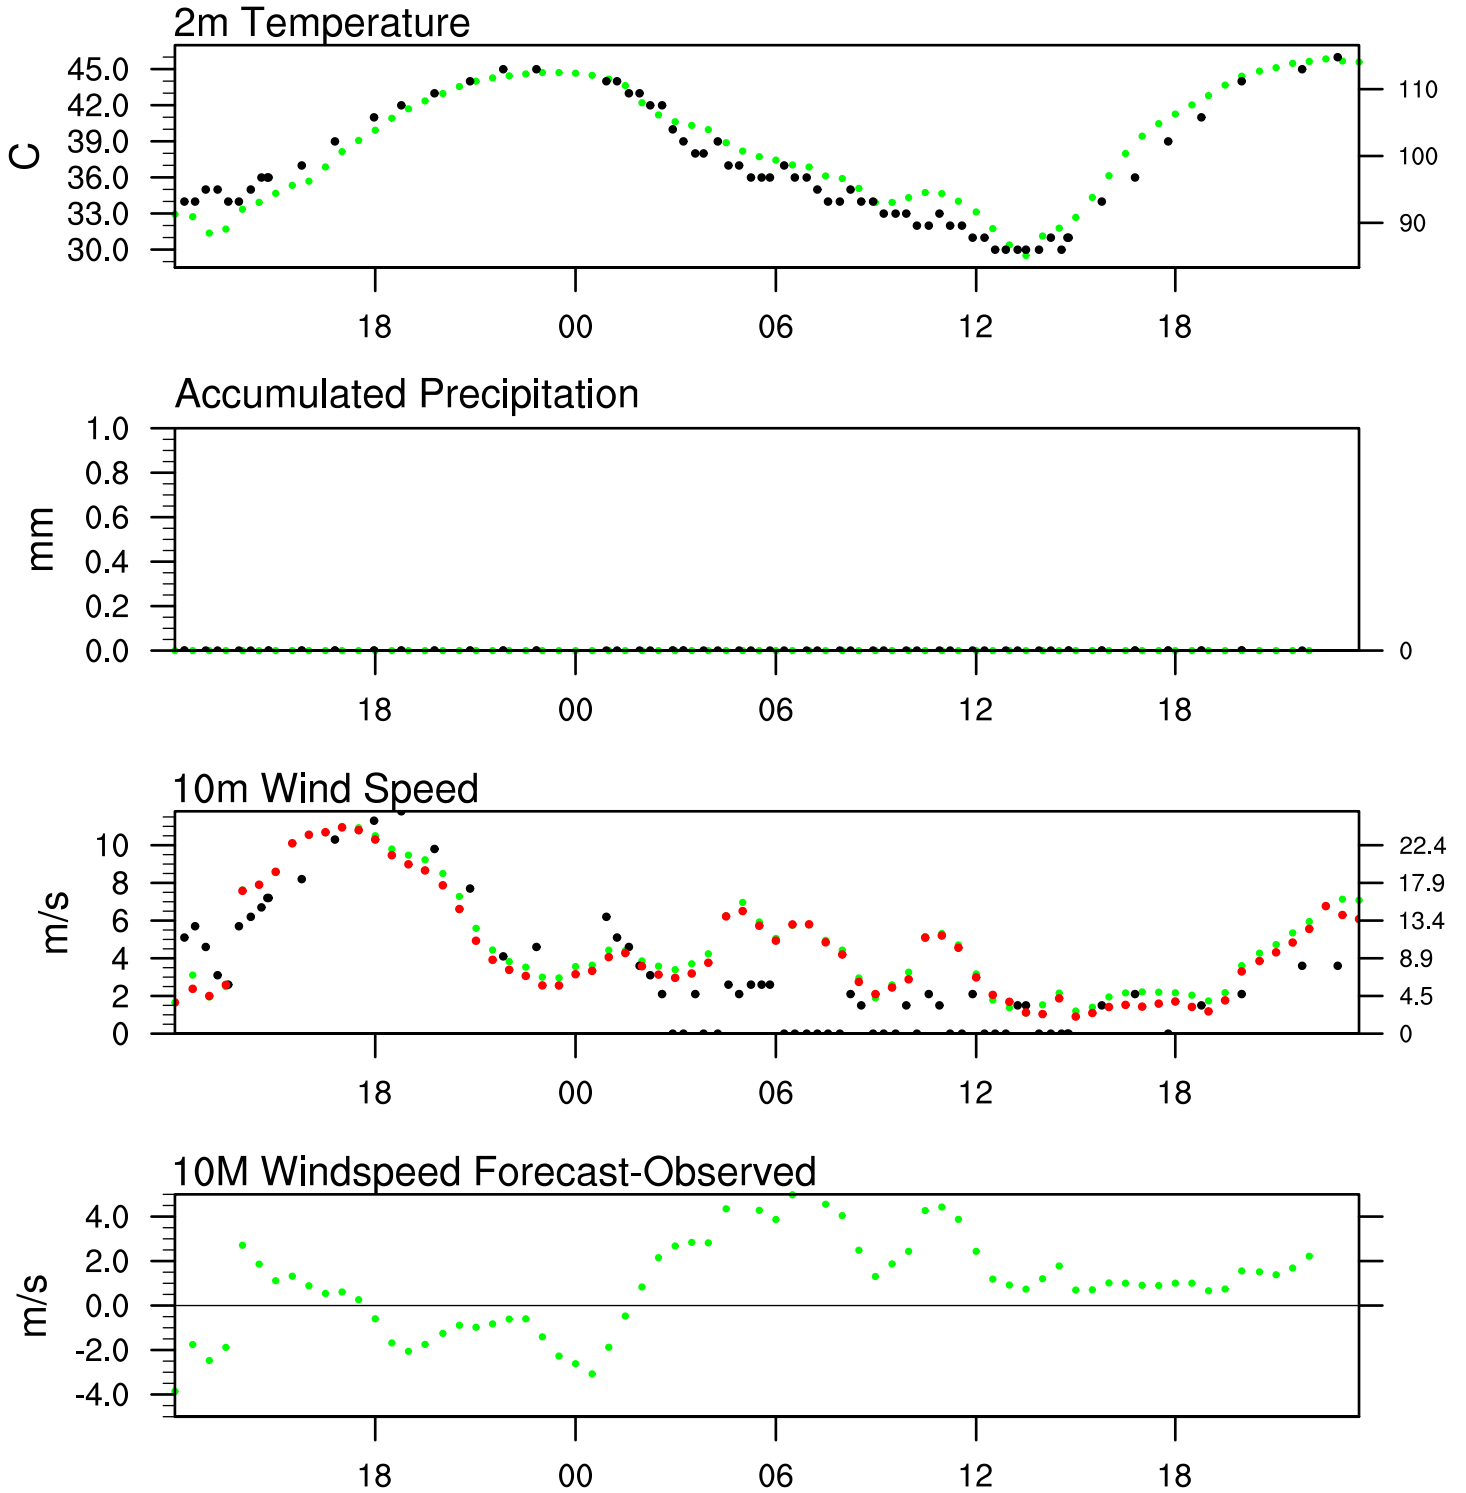 2m Temperature
45.0
42.0
110
39.0
C
100
36.0
33.0
90
30.0
18 00 06 12 18
Accumulated Precipitation
1.0
0.8
0.6
mm
0.4
0.2
0.0 0
18 00 06 12 18
10m Wind Speed
10 22.4
8 17.9
m/s
6 13.4
4 8.9
2 4.5
0 0
18 00 06 12 18
10M Windspeed Forecast-Observed
4.0
2.0
m/s
0.0
-2.0
-4.0
18 00 06 12 18